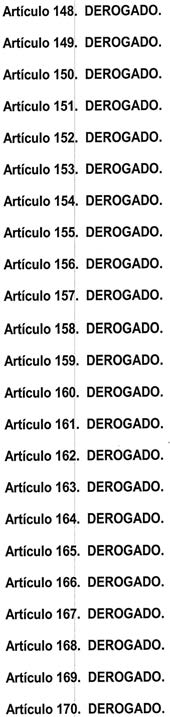 Artículo 148. DEROGADO.
Artículo 149. DEROGADO.
Artículo 150. DEROGADO.
Artículo 151. DEROGADO.
Artículo 152. DEROGADO.
Artículo 153. DEROGADO.
Artículo 154. DEROGADO.
Artículo 155. DEROGADO.
Artículo 156. DEROGADO.
Artículo 157. DEROGADO.
Artículo 158. DEROGADO.
Artículo 159. DEROGADO.
Artículo 160. DEROGADO.
Artículo 161. DEROGADO.
Artículo 162. DEROGADO.
Artículo 163. DEROGADO.
Artículo 164. DEROGADO.
Artículo 165. DEROGADO.
Artículo 166. DEROGADO.
Artículo 167. DEROGADO.
Artículo 168. DEROGADO.
Artículo 169. DEROGADO.
Artículo 170. DEROGADO.